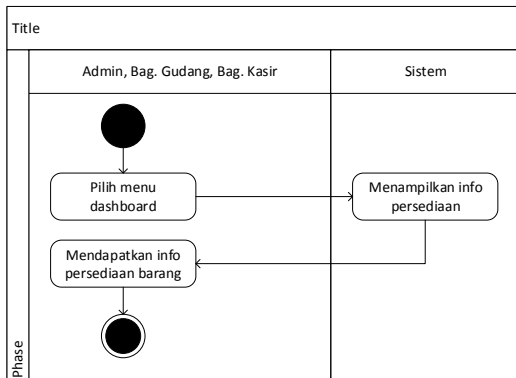 Title
Admin, Bag. Gudang, Bag. Kasir
Sistem
Pilih menu
dashboard
Menampilkan info
persediaan
Mendapatkan info
persediaan barang
Phase